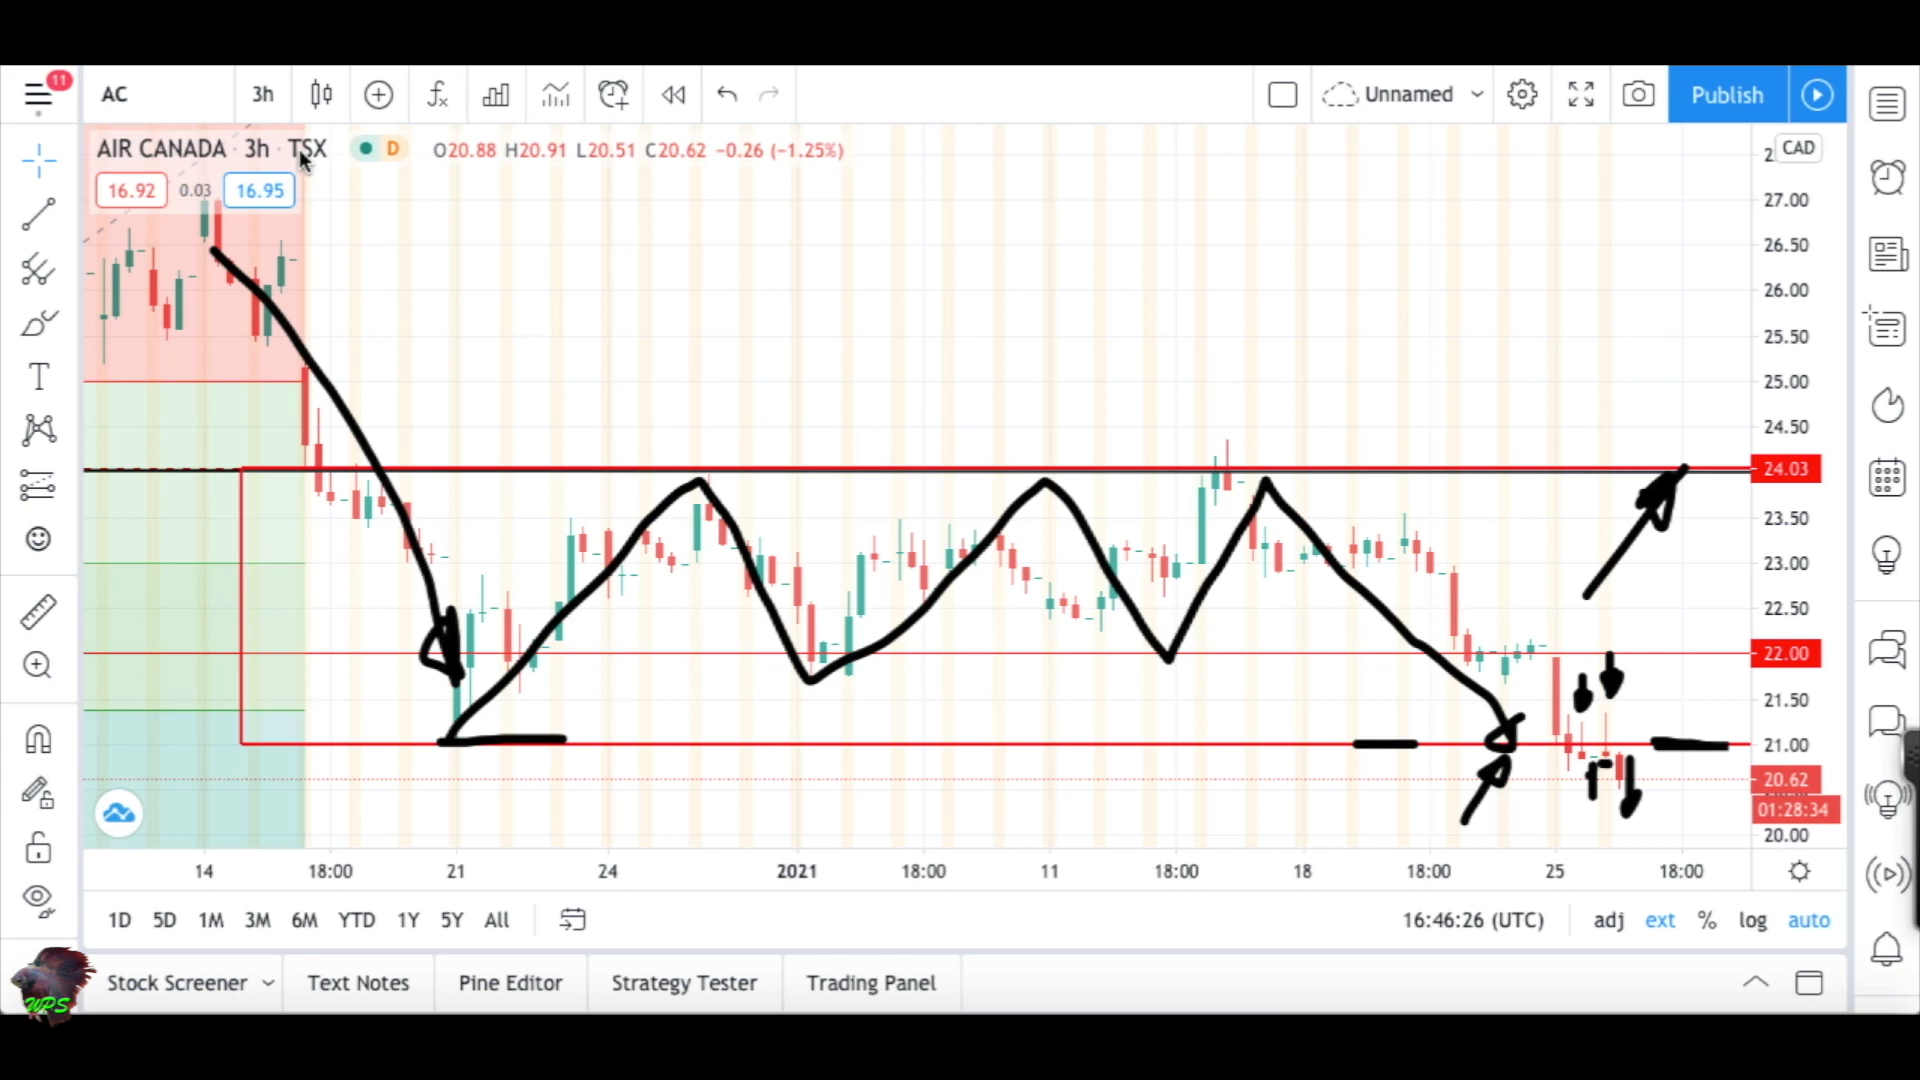 11
AC 3h Unnamed Publish
AIR CANADA · 3h · TSX D O20.88 H20.91 L20.51 C20.62 −0.26 (−1.25%)
CAD
16.92 0.03 16.95
27.00
26.50
26.00
25.50
25.00
24.50
24.03
23.50
23.00
22.50
22.00
21.50
21.00
20.62
01:28:34
20.00
14 18:00 21 24 2021 18:00 11 18:00 18 18:00 25 18:00
1D 5D 1M 3M 6M YTD 1Y 5Y All 16:46:26 (UTC) adj ext % log auto
Stock Screener Text Notes Pine Editor Strategy Tester Trading Panel
WPS